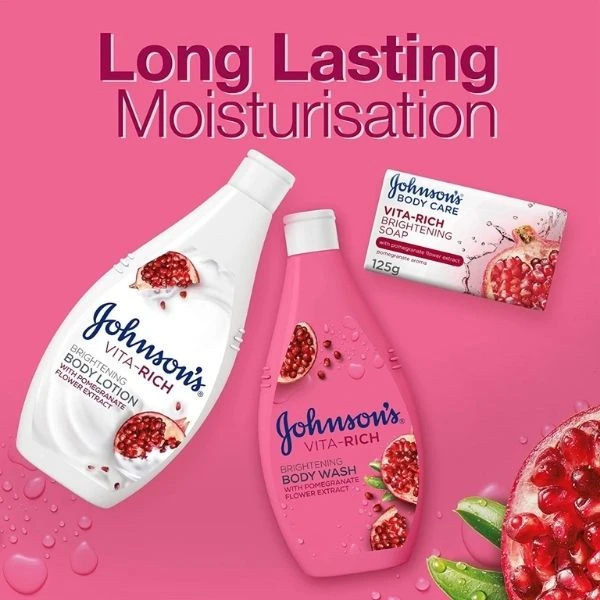 Long Lasting
Moisturisation
Johnson's
BODY CARE
VITA-RICH
BRIGHTENING
SOAP
with pomegranate flower extract
pomegranate aroma
125g
Johnson's®
VITA-RICH
BRIGHTENING
BODY LOTION
WITH POMEGRANATE
FLOWER EXTRACT
Johnson's®
VITA-RICH
BRIGHTENING
BODY WASH
WITH POMEGRANATE
FLOWER EXTRACT